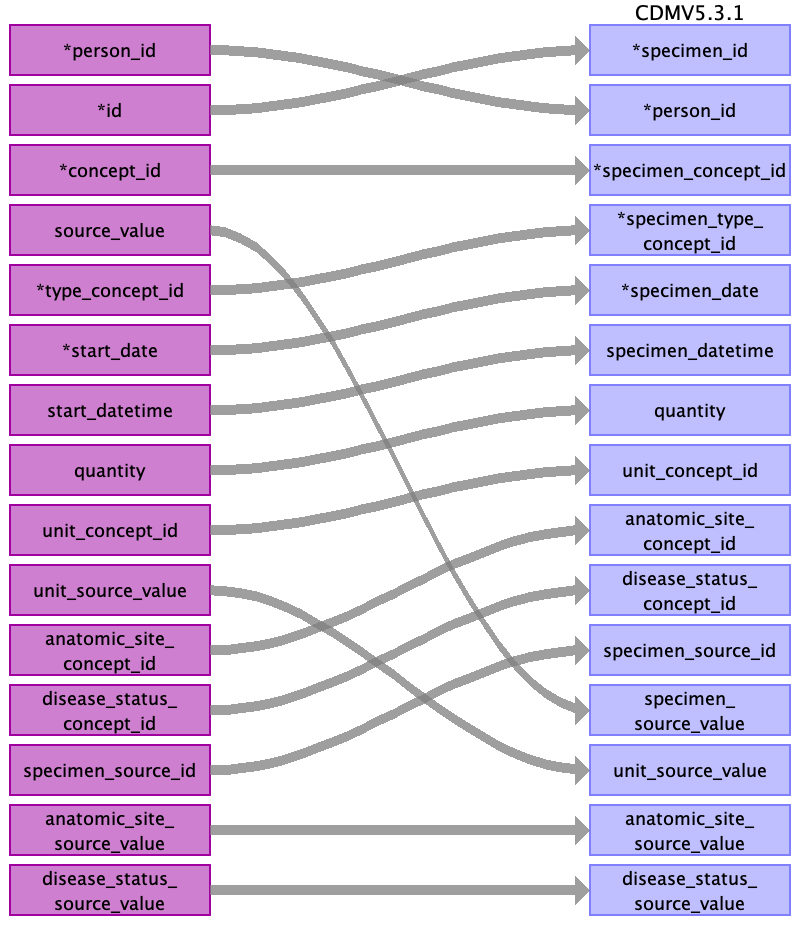 CDMV5.3.1
*person_id
*specimen_id
*id
*person_id
*concept_id
*specimen_concept_id
source_value
*specimen_type_
concept_id
*type_concept_id
*specimen_date
*start_date
specimen_datetime
start_datetime
quantity
quantity
unit_concept_id
unit_concept_id
anatomic_site_
concept_id
unit_source_value
disease_status_
concept_id
anatomic_site_
concept_id
specimen_source_id
disease_status_
concept_id
specimen_
source_value
specimen_source_id
unit_source_value
anatomic_site_
source_value
anatomic_site_
source_value
disease_status_
source_value
disease_status_
source_value